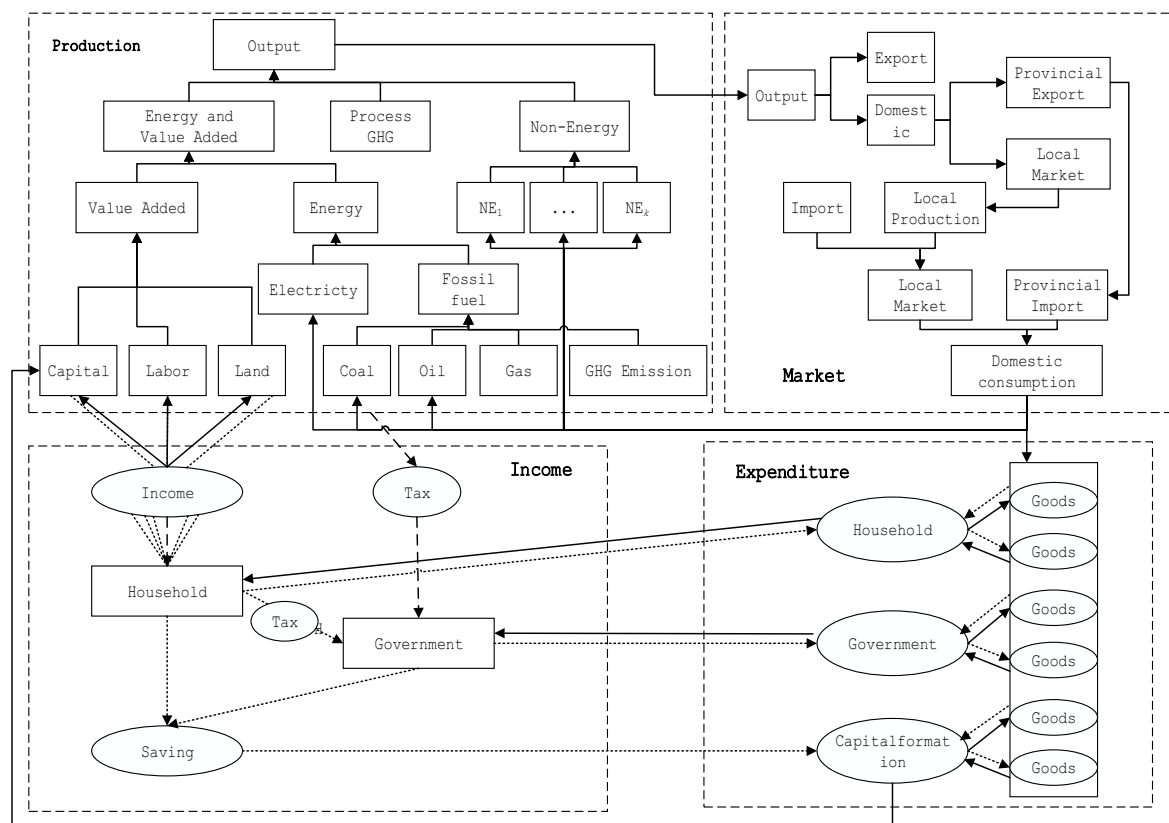 Production
Output
Energy and
Value Added
Process
GHG
Non-Energy
Value Added
Energy
NE1
...
NEk
Electricty
Fossil
fuel
Capital
Labor
Land
Coal
Oil
Gas
GHG Emission
Output
Export
Domest
ic
Provincial
Export
Local
Market
Import
Local
Production
Local
Market
Provincial
Import
Domestic
consumption
Market
Income
Income
Tax
Household
Tax
Government
Saving
Expenditure
Household
Government
Capitalformat
ion
Goods
Goods
Goods
Goods
Goods
Goods